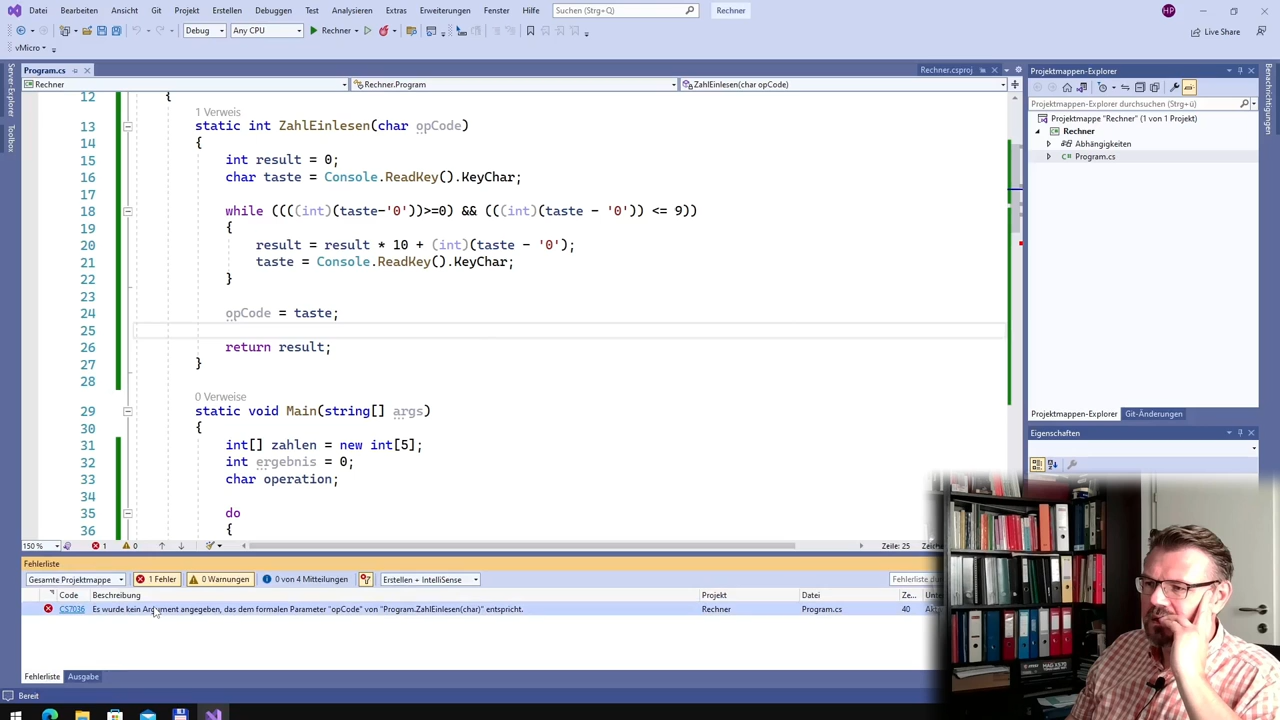 Datei Bearbeiten Ansicht Git Projekt Erstellen Debuggen Test Analysieren Extras Erweiterungen Fenster Hilfe Suchen (Strg+Q) Rechner HP
Debug Any CPU Rechner Live Share
vMicro
Server-Explorer
Toolbox
Program.cs
Rechner.csproj
Rechner Rechner.Program ZahlEinlesen(char opCode)
12 {
1 Verweis
13 static int ZahlEinlesen(char opCode)
14 {
15 int result = 0;
16 char taste = Console.ReadKey().KeyChar;
17
18 while ((((int)(taste-'0'))>=0) && (((int)(taste - '0')) <= 9))
19 {
20 result = result * 10 + (int)(taste - '0');
21 taste = Console.ReadKey().KeyChar;
22 }
23
24 opCode = taste;
25
26 return result;
27 }
28
0 Verweise
29 static void Main(string[] args)
30 {
31 int[] zahlen = new int[5];
32 int ergebnis = 0;
33 char operation;
34
35 do
36 {
150 % 1 0 Zeile: 25
Projektmappen-Explorer
Projektmappen-Explorer durchsuchen (Strg+ü)
Projektmappe "Rechner" (1 von 1 Projekt)
Rechner
Abhängigkeiten
C# Program.cs
Projektmappen-Explorer Git-Änderungen
Eigenschaften
Benachrichtigungen
Fehlerliste
Gesamte Projektmappe 1 Fehler 0 Warnungen 0 von 4 Mitteilungen Erstellen + IntelliSense
Code Beschreibung Projekt Datei
CS7036 Es wurde kein Argument angegeben, das dem formalen Parameter "opCode" von "Program.ZahlEinlesen(char)" entspricht. Rechner Program.cs 40
Fehlerliste Ausgabe
Bereit